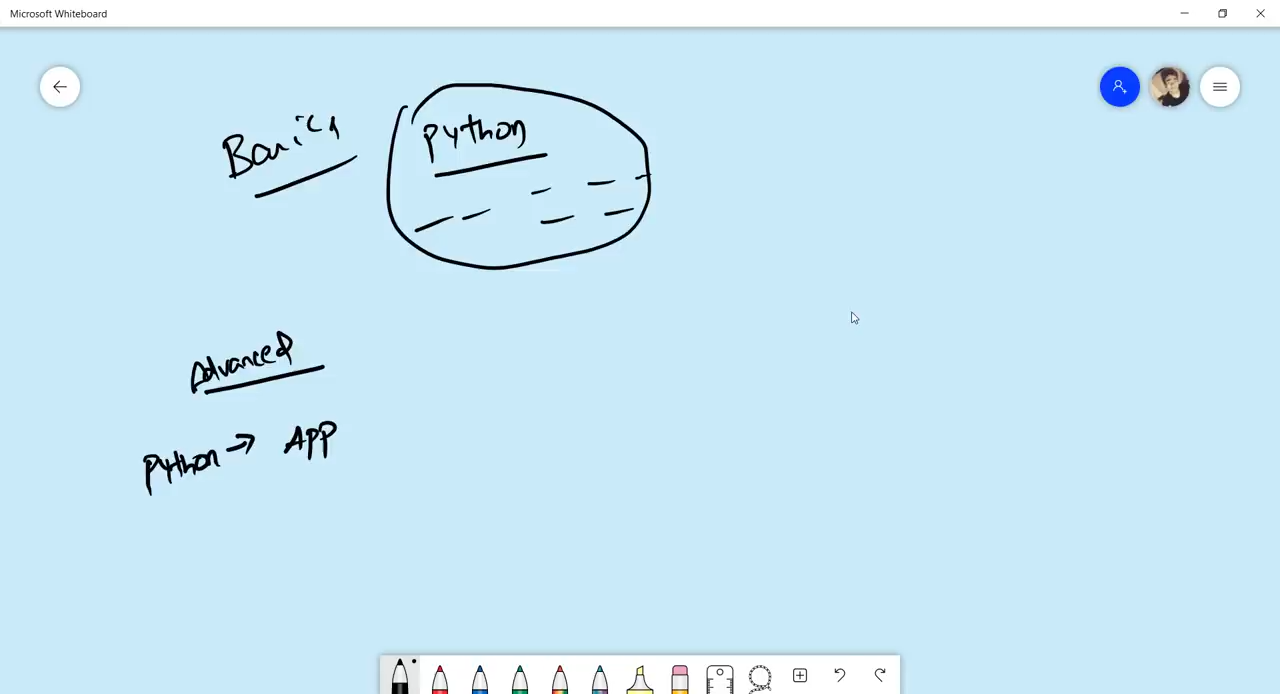 Microsoft Whiteboard
Basics
python
Advanced
python → APP